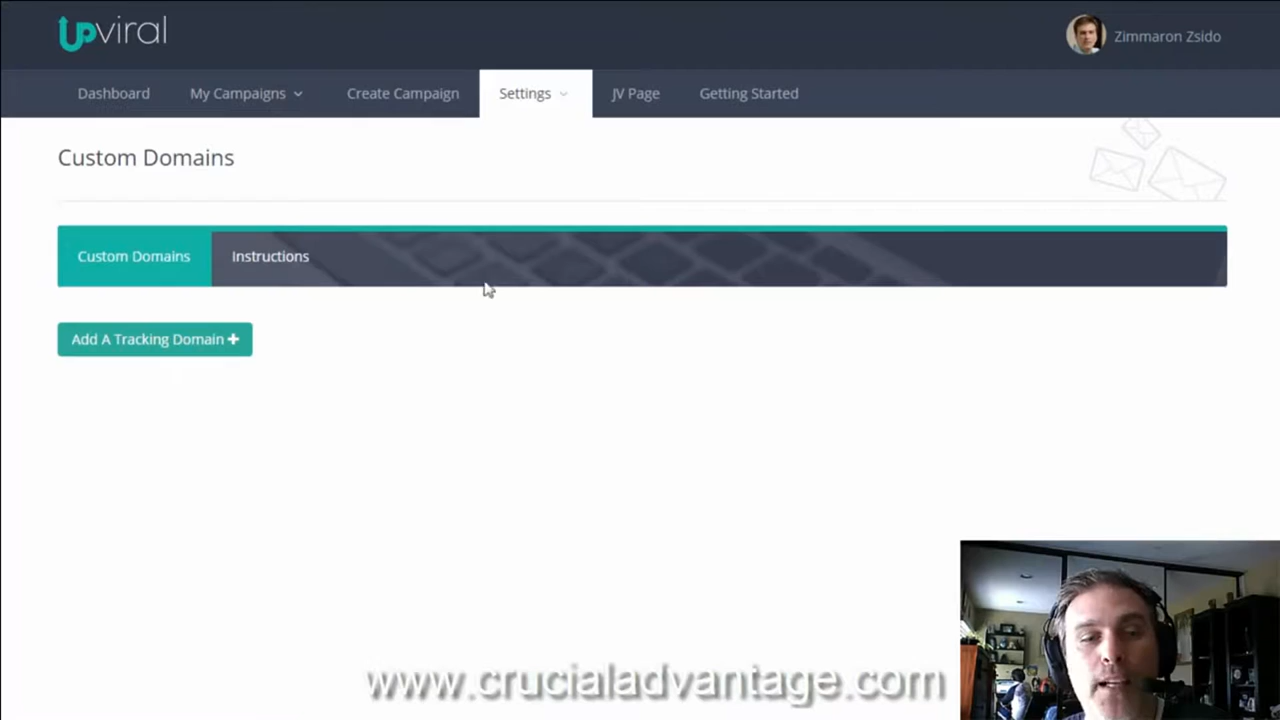 upviral
Zimmaron Zsido
Dashboard My Campaigns Create Campaign Settings JV Page Getting Started
Custom Domains
Custom Domains Instructions
Add A Tracking Domain +
www.crucialadvantage.com